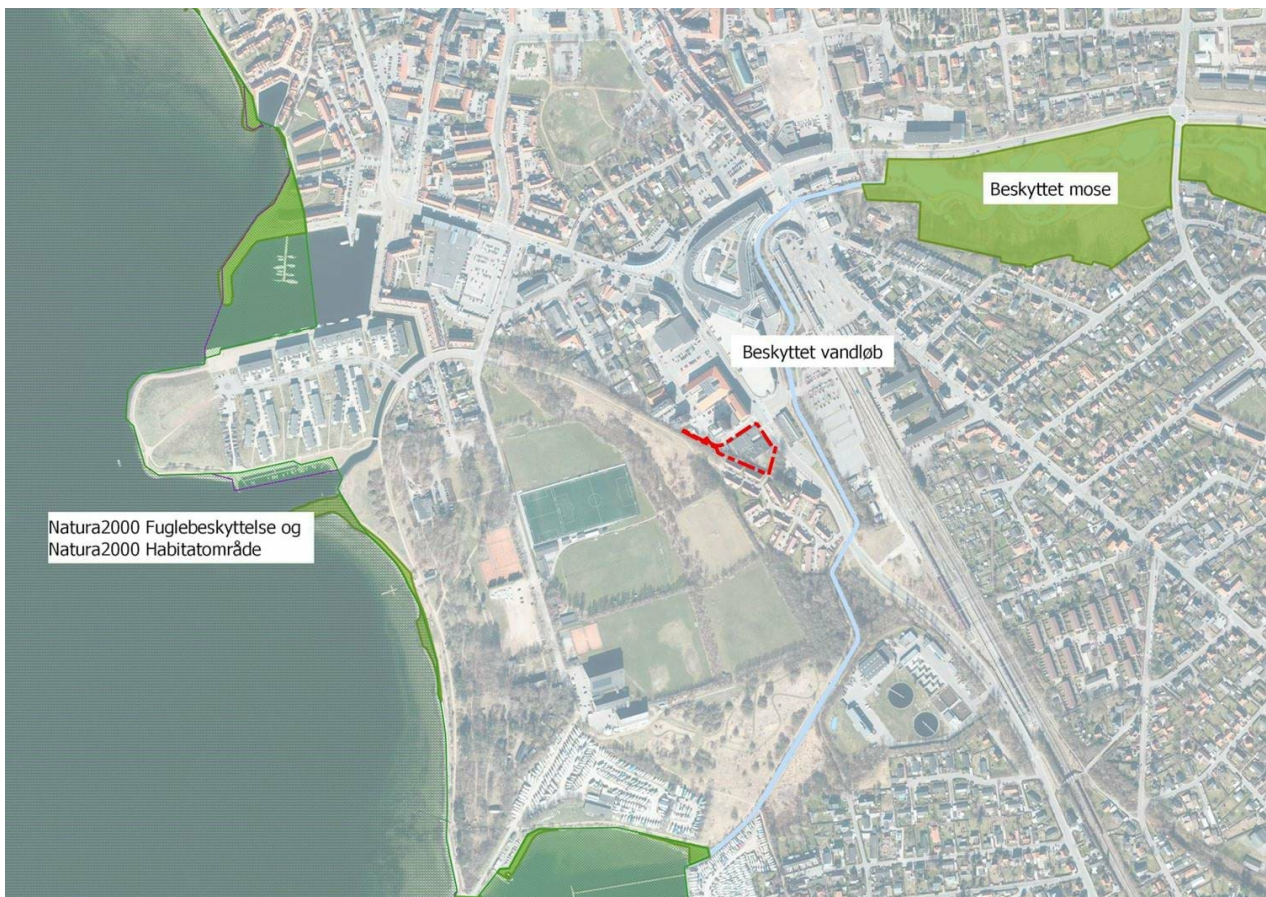 Beskyttet mose
Beskyttet vandløb
Natura2000 Fuglebeskyttelse og
Natura2000 Habitatområde